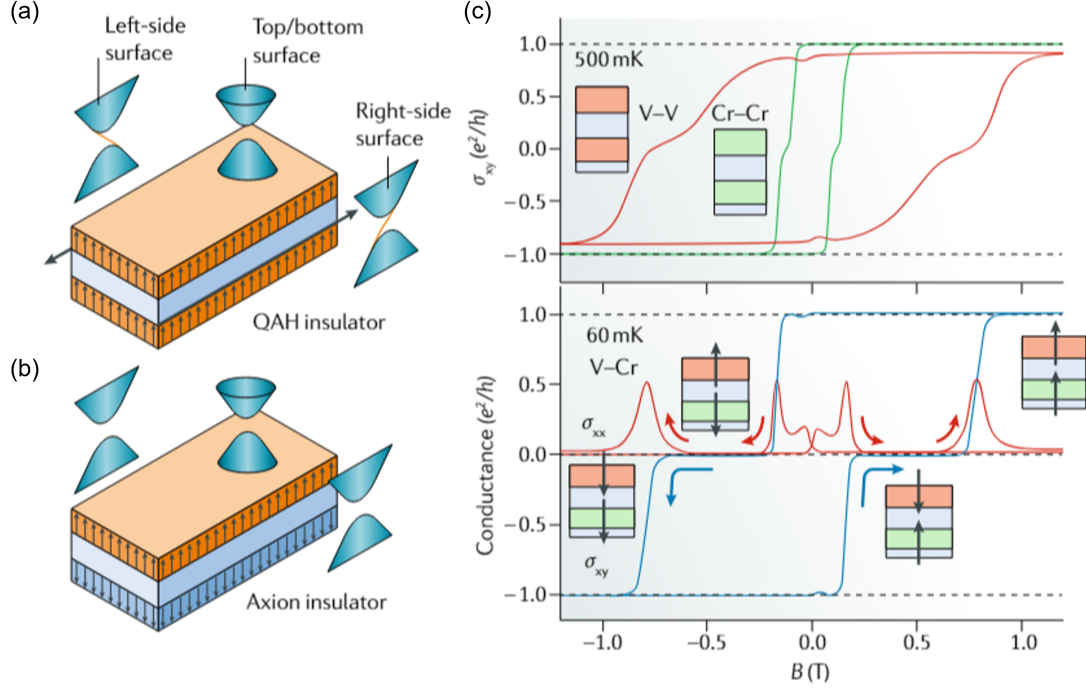 (a)
Left-side
surface
Top/bottom
surface
Right-side
surface
QAH insulator
(b)
Axion insulator
(c)
1.0
0.5
0.0
−0.5
−1.0
σxy (e²/h)
500 mK
V–V
Cr–Cr
1.0
0.5
0.0
−0.5
−1.0
Conductance (e²/h)
60 mK
V–Cr
σxx
σxy
−1.0
−0.5
0.0
0.5
1.0
B (T)